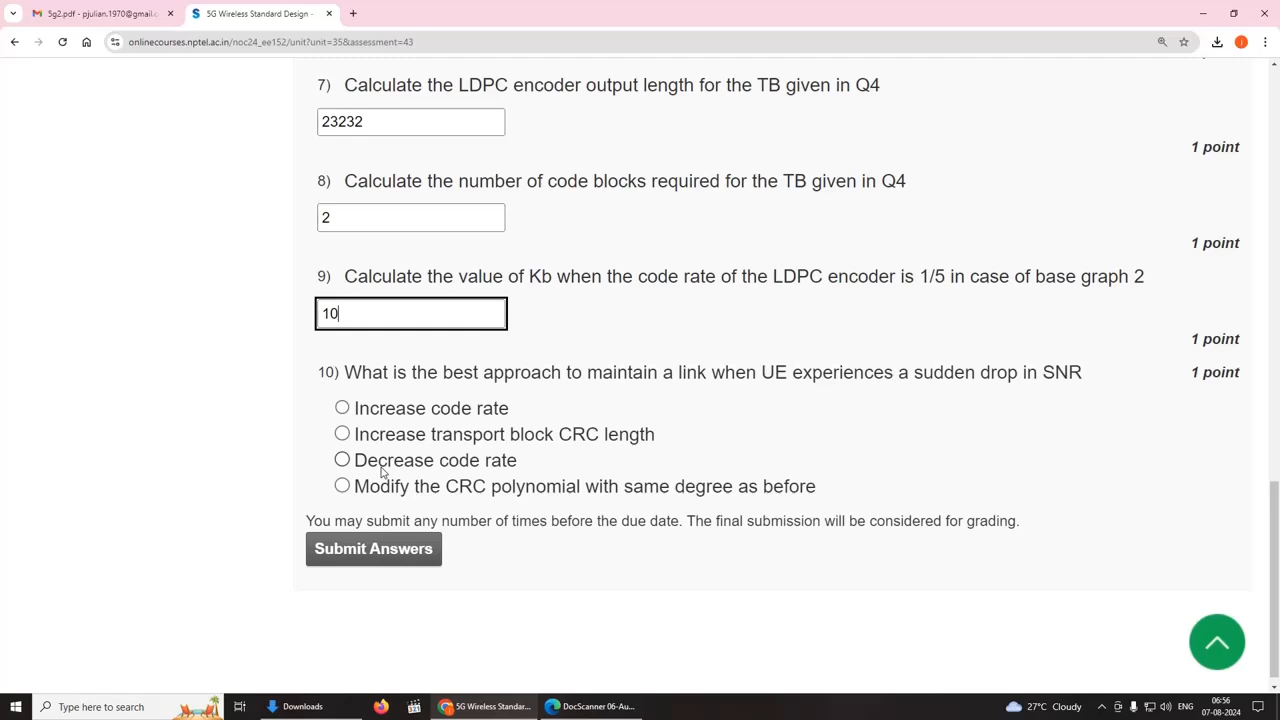 5g2.pdf - pjulian.1970@gmail.c
5G Wireless Standard Design -
onlinecourses.nptel.ac.in/noc24_ee152/unit?unit=35&assessment=43
7) Calculate the LDPC encoder output length for the TB given in Q4
23232
1 point
8) Calculate the number of code blocks required for the TB given in Q4
2
1 point
9) Calculate the value of Kb when the code rate of the LDPC encoder is 1/5 in case of base graph 2
10
1 point
10) What is the best approach to maintain a link when UE experiences a sudden drop in SNR 1 point
Increase code rate
Increase transport block CRC length
Decrease code rate
Modify the CRC polynomial with same degree as before
You may submit any number of times before the due date. The final submission will be considered for grading.
Submit Answers
Type here to search
Downloads
5G Wireless Standar...
DocScanner 06-Au...
27°C Cloudy
ENG
06:56
07-08-2024